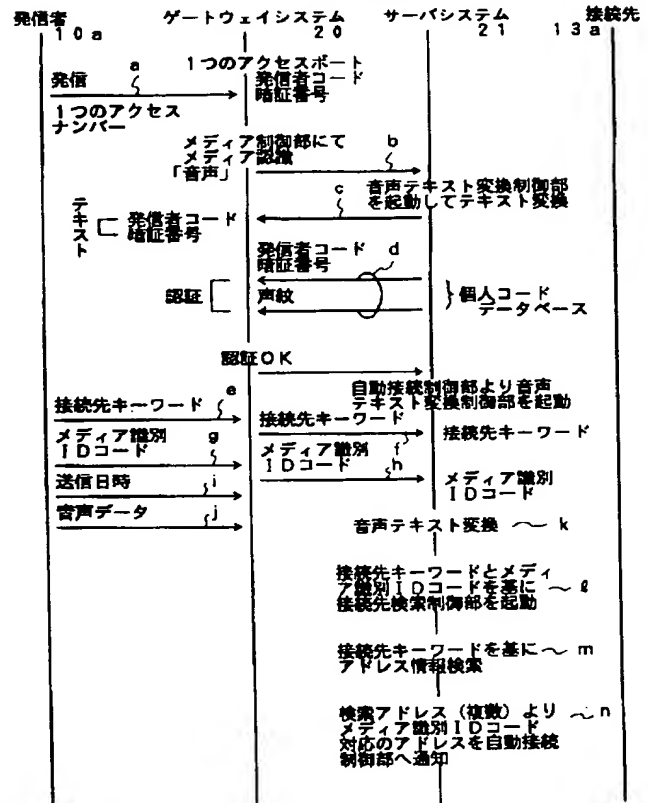 発信者 ゲートウェイシステム サーバシステム 接続先
10a 20 21 13a
a 1つのアクセスポート
発信 発信者コード
暗証番号
1つのアクセス
ナンバー
メディア制御部にて b
メディア認識
「音声」
c 音声テキスト変換制御部
を起動してテキスト変換
テキスト 発信者コード
暗証番号
発信者コード d
暗証番号
認証 声紋 個人コード
データベース
認証OK
自動接続制御部より音声
テキスト変換制御部を起動
e
接続先キーワード 接続先キーワード 接続先キーワード
メディア識別 g メディア識別 f
IDコード IDコード h メディア識別
IDコード
送信日時 i
音声データ j
音声テキスト変換 〜 k
接続先キーワードとメディ
ア識別IDコードを基に 〜 ℓ
接続先検索制御部を起動
接続先キーワードを基に 〜 m
アドレス情報検索
検索アドレス(複数)より 〜 n
メディア識別IDコード
対応のアドレスを自動接続
制御部へ通知